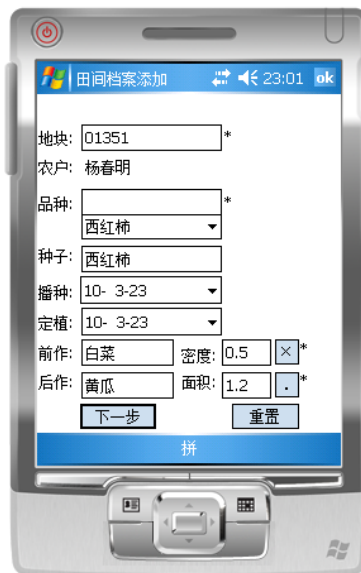 田间档案添加 23:01 ok
地块: 01351 *
农户: 杨春明
品种: *
西红柿
种子: 西红柿
播种: 10- 3-23
定植: 10- 3-23
前作: 白菜 密度: 0.5 × *
后作: 黄瓜 面积: 1.2 . *
下一步 重置
拼